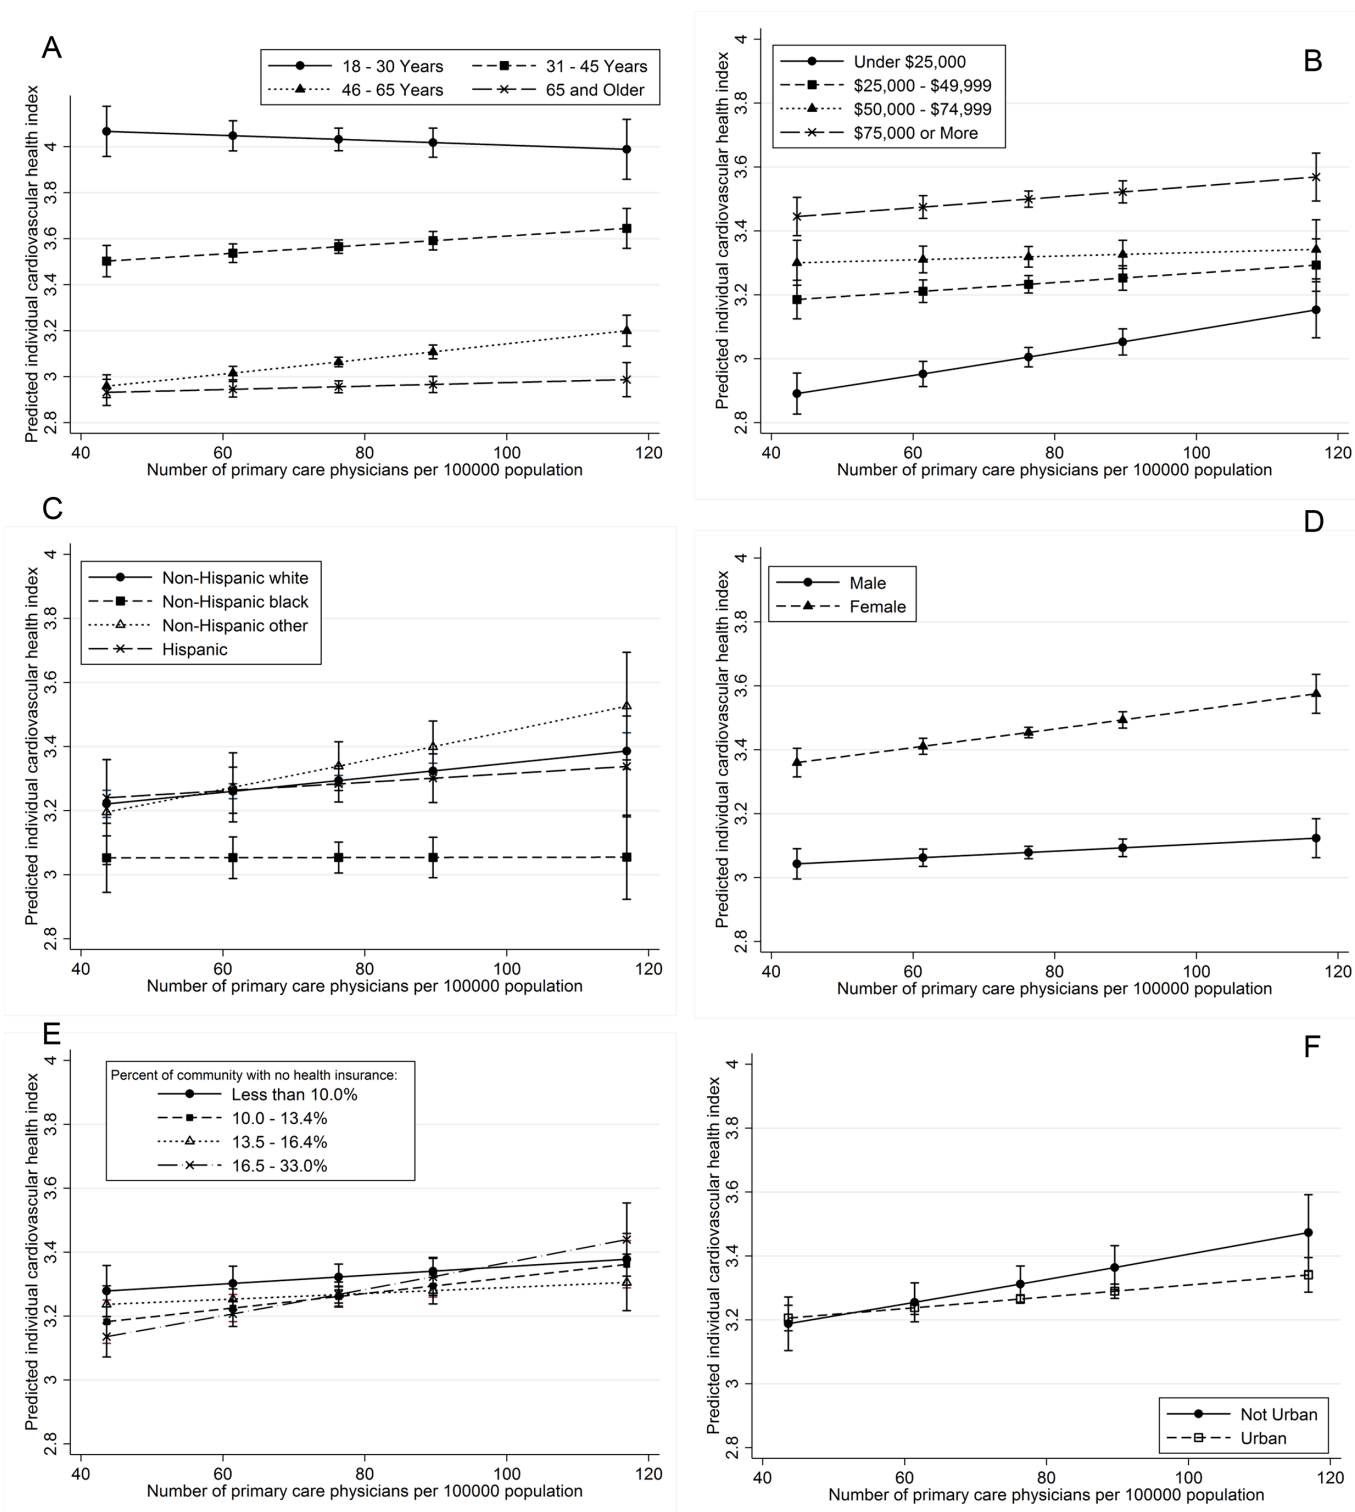 A
18 - 30 Years
31 - 45 Years
46 - 65 Years
65 and Older
Predicted individual cardiovascular health index
4
3.8
3.6
3.4
3.2
3
2.8
40 60 80 100 120
Number of primary care physicians per 100000 population
B
Under $25,000
$25,000 - $49,999
$50,000 - $74,999
$75,000 or More
Predicted individual cardiovascular health index
4
3.8
3.6
3.4
3.2
3
2.8
40 60 80 100 120
Number of primary care physicians per 100000 population
C
Non-Hispanic white
Non-Hispanic black
Non-Hispanic other
Hispanic
Predicted individual cardiovascular health index
4
3.8
3.6
3.4
3.2
3
2.8
40 60 80 100 120
Number of primary care physicians per 100000 population
D
Male
Female
Predicted individual cardiovascular health index
4
3.8
3.6
3.4
3.2
3
2.8
40 60 80 100 120
Number of primary care physicians per 100000 population
E
Percent of community with no health insurance:
Less than 10.0%
10.0 - 13.4%
13.5 - 16.4%
16.5 - 33.0%
Predicted individual cardiovascular health index
4
3.8
3.6
3.4
3.2
3
2.8
40 60 80 100 120
Number of primary care physicians per 100000 population
F
Predicted individual cardiovascular health index
4
3.8
3.6
3.4
3.2
3
2.8
Not Urban
Urban
40 60 80 100 120
Number of primary care physicians per 100000 population